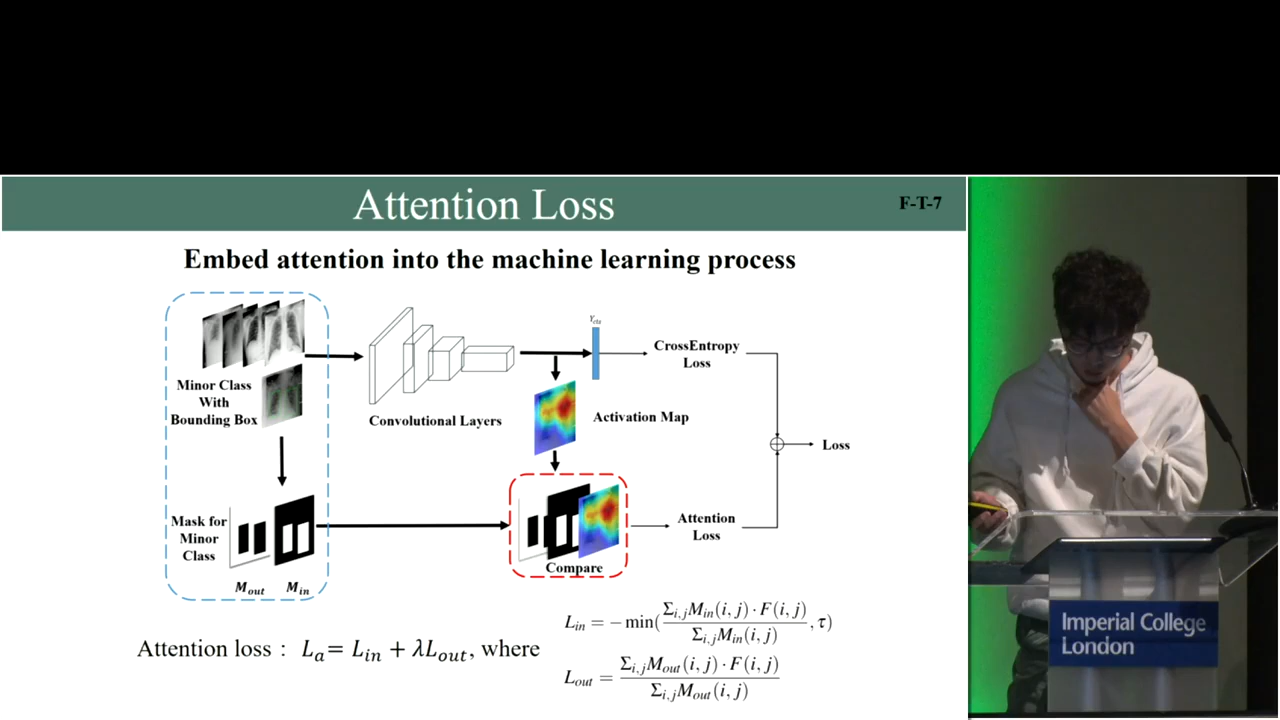 Attention Loss
F-T-7
Embed attention into the machine learning process
Minor Class
With
Bounding Box
Convolutional Layers
Y_cls
CrossEntropy
Loss
Activation Map
Loss
Mask for
Minor
Class
M_out M_in
Compare
Attention
Loss
Attention loss : L_a = L_in + λL_out, where
L_in = − min(Σ_i,j M_in(i, j) · F(i, j) / Σ_i,j M_in(i, j), τ)
L_out = Σ_i,j M_out(i, j) · F(i, j) / Σ_i,j M_out(i, j)
Imperial College
London